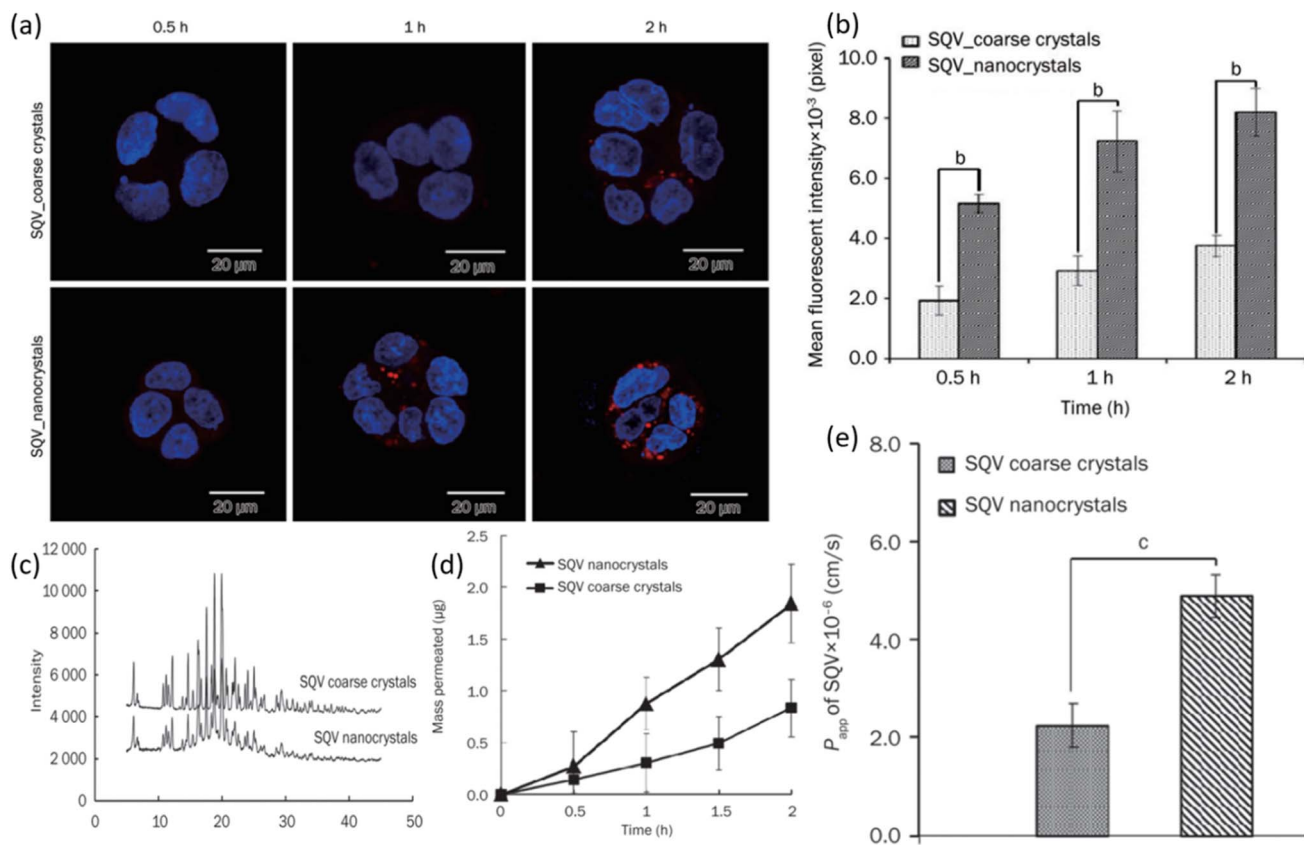 (a)
0.5 h 1 h 2 h
SQV_coarse crystals
20 µm 20 µm 20 µm
SQV_nanocrystals
20 µm 20 µm 20 µm
(b)
SQV_coarse crystals
SQV_nanocrystals
Mean fluorescent intensity×10⁻³ (pixel)
10.0
8.0
6.0
4.0
2.0
0.0
b b b
0.5 h 1 h 2 h
Time (h)
(c)
Intensity
12 000
10 000
8 000
6 000
4 000
2 000
0
SQV coarse crystals
SQV nanocrystals
0 10 20 30 40 50
(d)
Mass permeated (µg)
2.5
2.0
1.5
1.0
0.5
0.0
SQV nanocrystals
SQV coarse crystals
0 0.5 1 1.5 2
Time (h)
(e)
8.0
6.0
4.0
2.0
0.0
SQV coarse crystals
SQV nanocrystals
c
Papp of SQV×10⁻⁶ (cm/s)